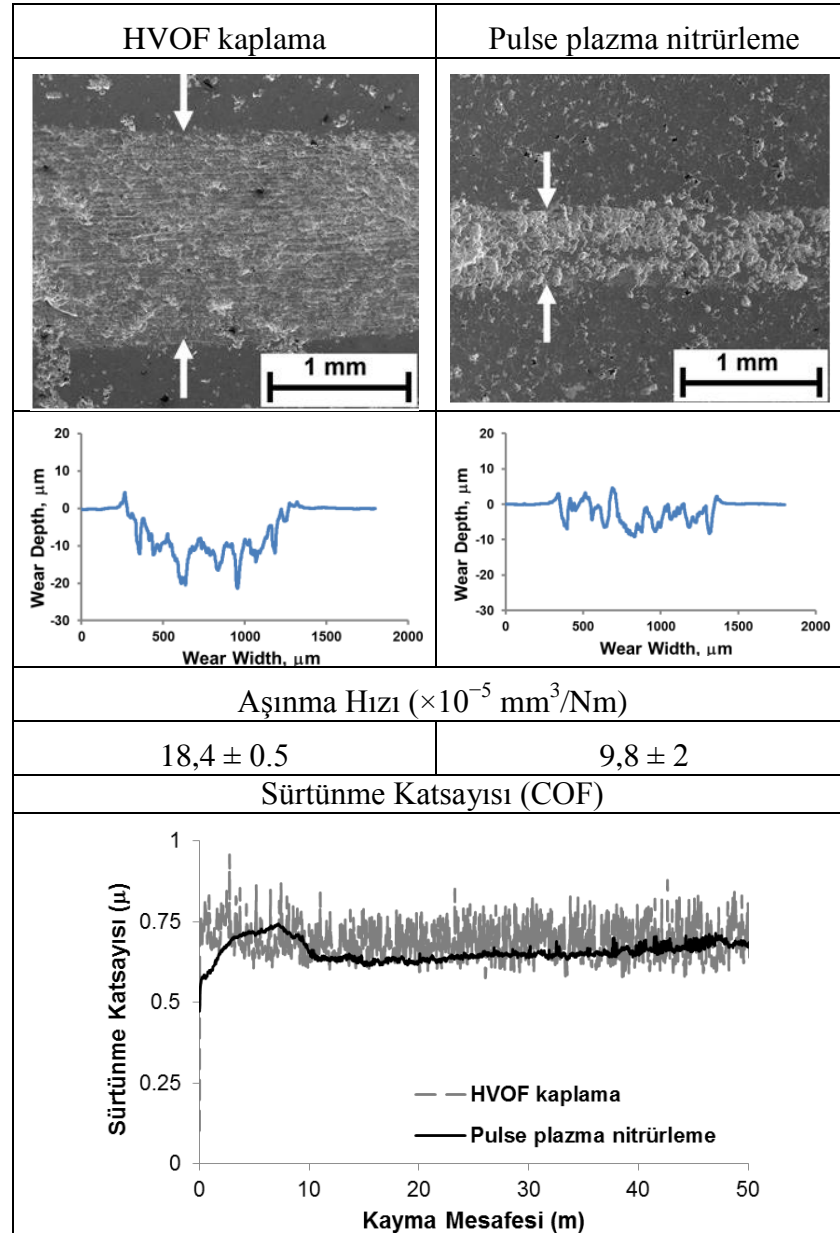 HVOF kaplama
Pulse plazma nitrürleme
1 mm
1 mm
20
10
0
-10
-20
-30
Wear Depth, μm
0 500 1000 1500 2000
Wear Width, μm
20
10
0
-10
-20
-30
Wear Depth, μm
0 500 1000 1500 2000
Wear Width, μm
Aşınma Hızı (×10⁻⁵ mm³/Nm)
18,4 ± 0.5
9,8 ± 2
Sürtünme Katsayısı (COF)
1
0.75
0.5
0.25
0
Sürtünme Katsayısı (μ)
HVOF kaplama
Pulse plazma nitrürleme
0 10 20 30 40 50
Kayma Mesafesi (m)